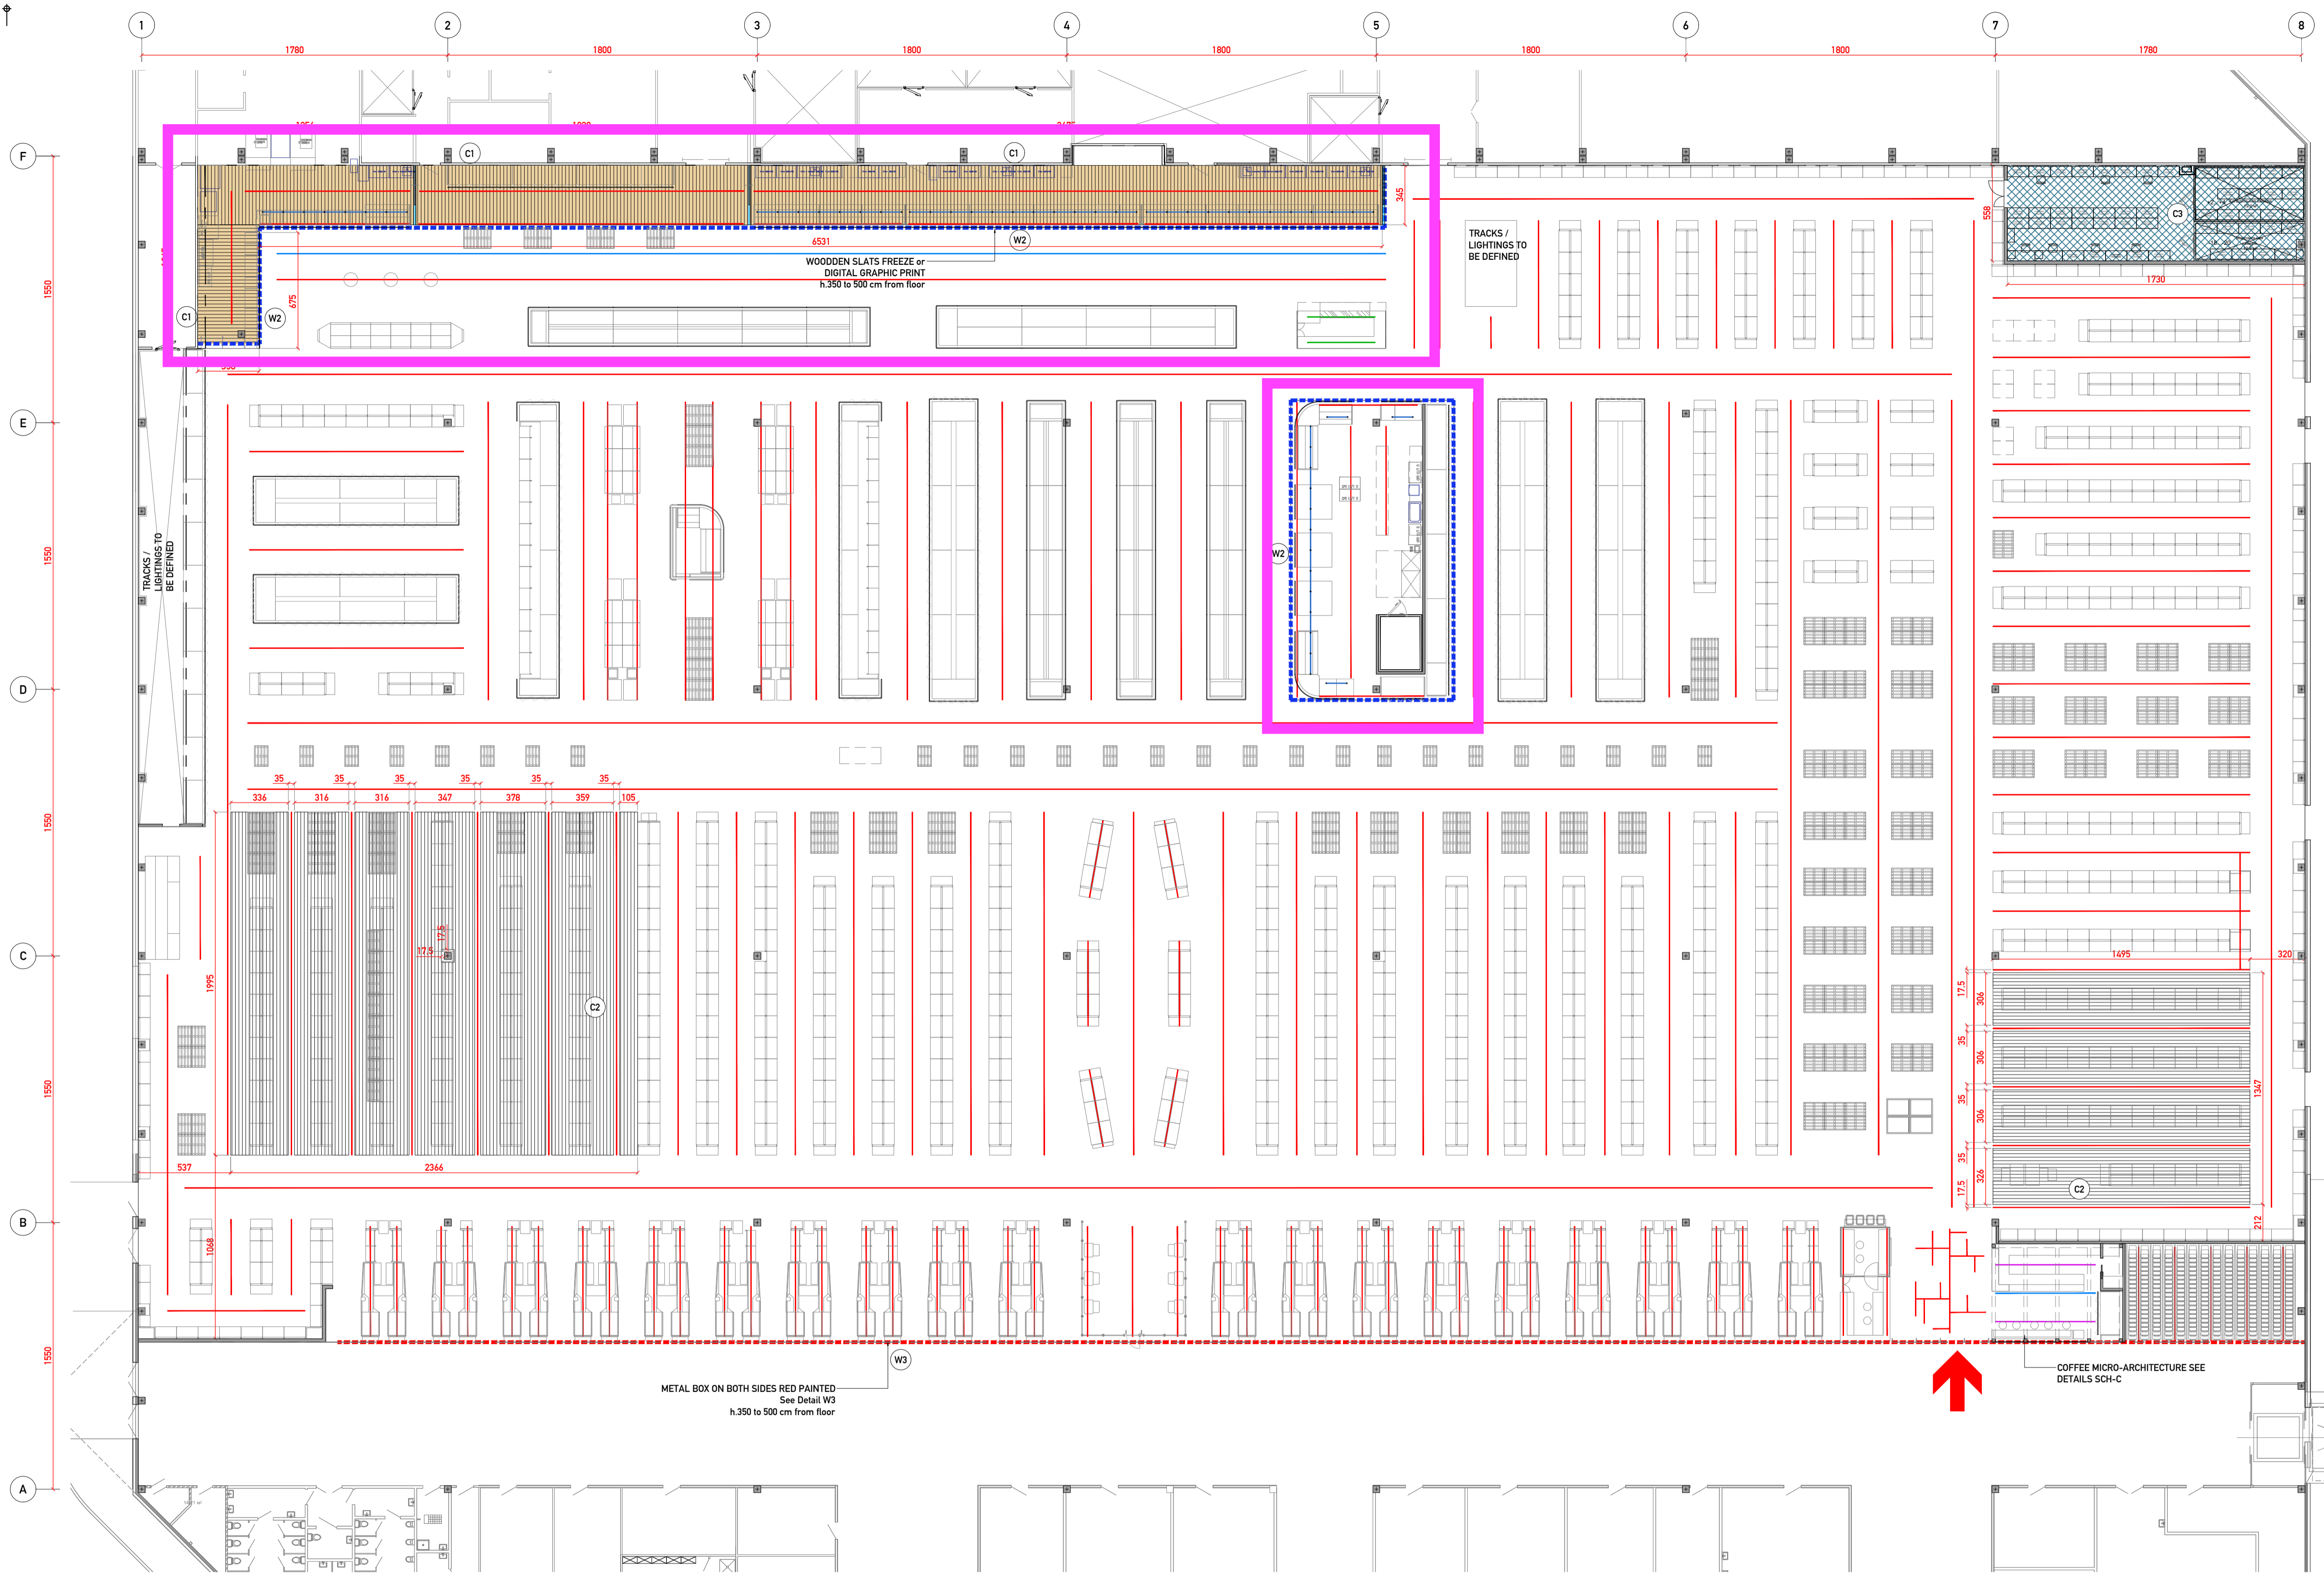 1
2
3
4
5
6
7
8
1780
1800
1800
1800
1800
1800
1780
F
E
D
C
B
A
1550
1550
1550
1550
1550
C1
C1
C1
W2
6531
345
WOODDEN SLATS FREEZE or
DIGITAL GRAPHIC PRINT
h.350 to 500 cm from floor
675
W2
TRACKS /
LIGHTINGS TO
BE DEFINED
558
C3
1730
TRACKS /
LIGHTINGS TO
BE DEFINED
W2
35
35
35
35
35
35
336
316
316
347
378
359
105
17.5
17.5
1995
C2
537
2366
1068
1495
320
17.5
306
35
306
35
306
35
326
17.5
1347
C2
212
W3
METAL BOX ON BOTH SIDES RED PAINTED
See Detail W3
h.350 to 500 cm from floor
COFFEE MICRO-ARCHITECTURE SEE
DETAILS SCH-C